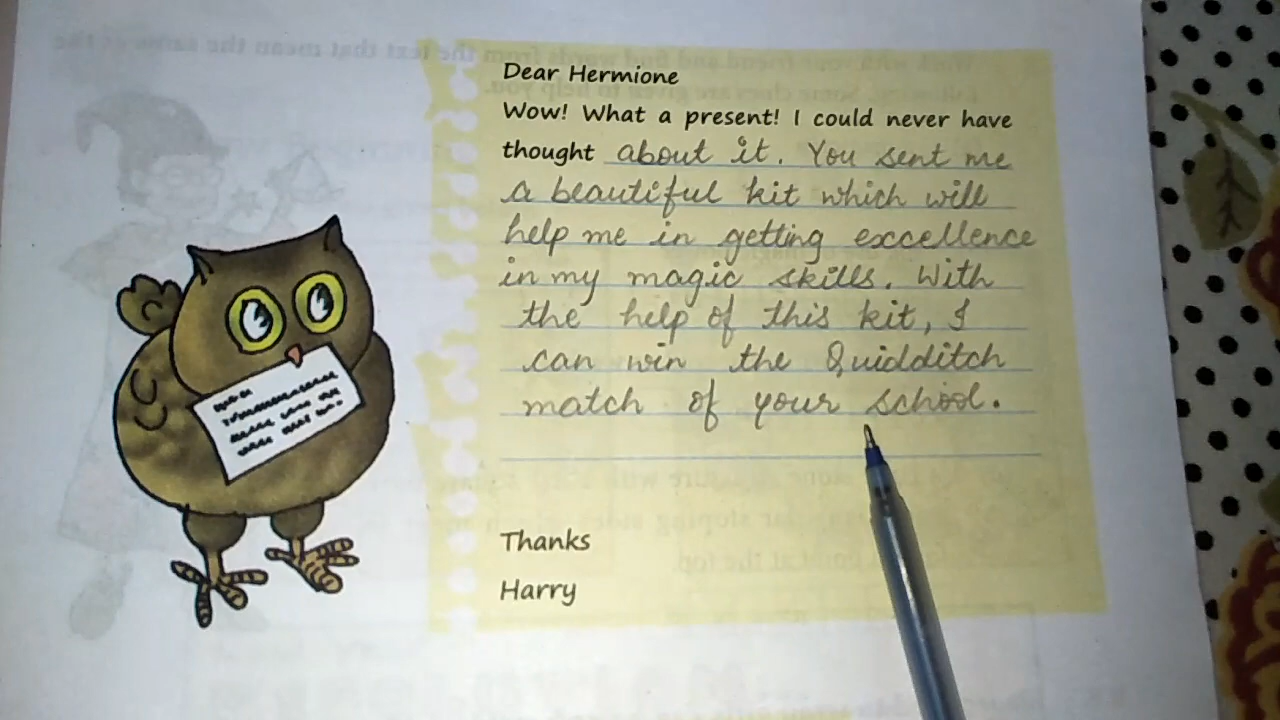 Dear Hermione
Wow! What a present! I could never have
thought about it. You sent me
a beautiful kit which will
help me in getting excellence
in my magic skills. With
the help of this kit, I
can win the Quidditch
match of your school.
Thanks
Harry